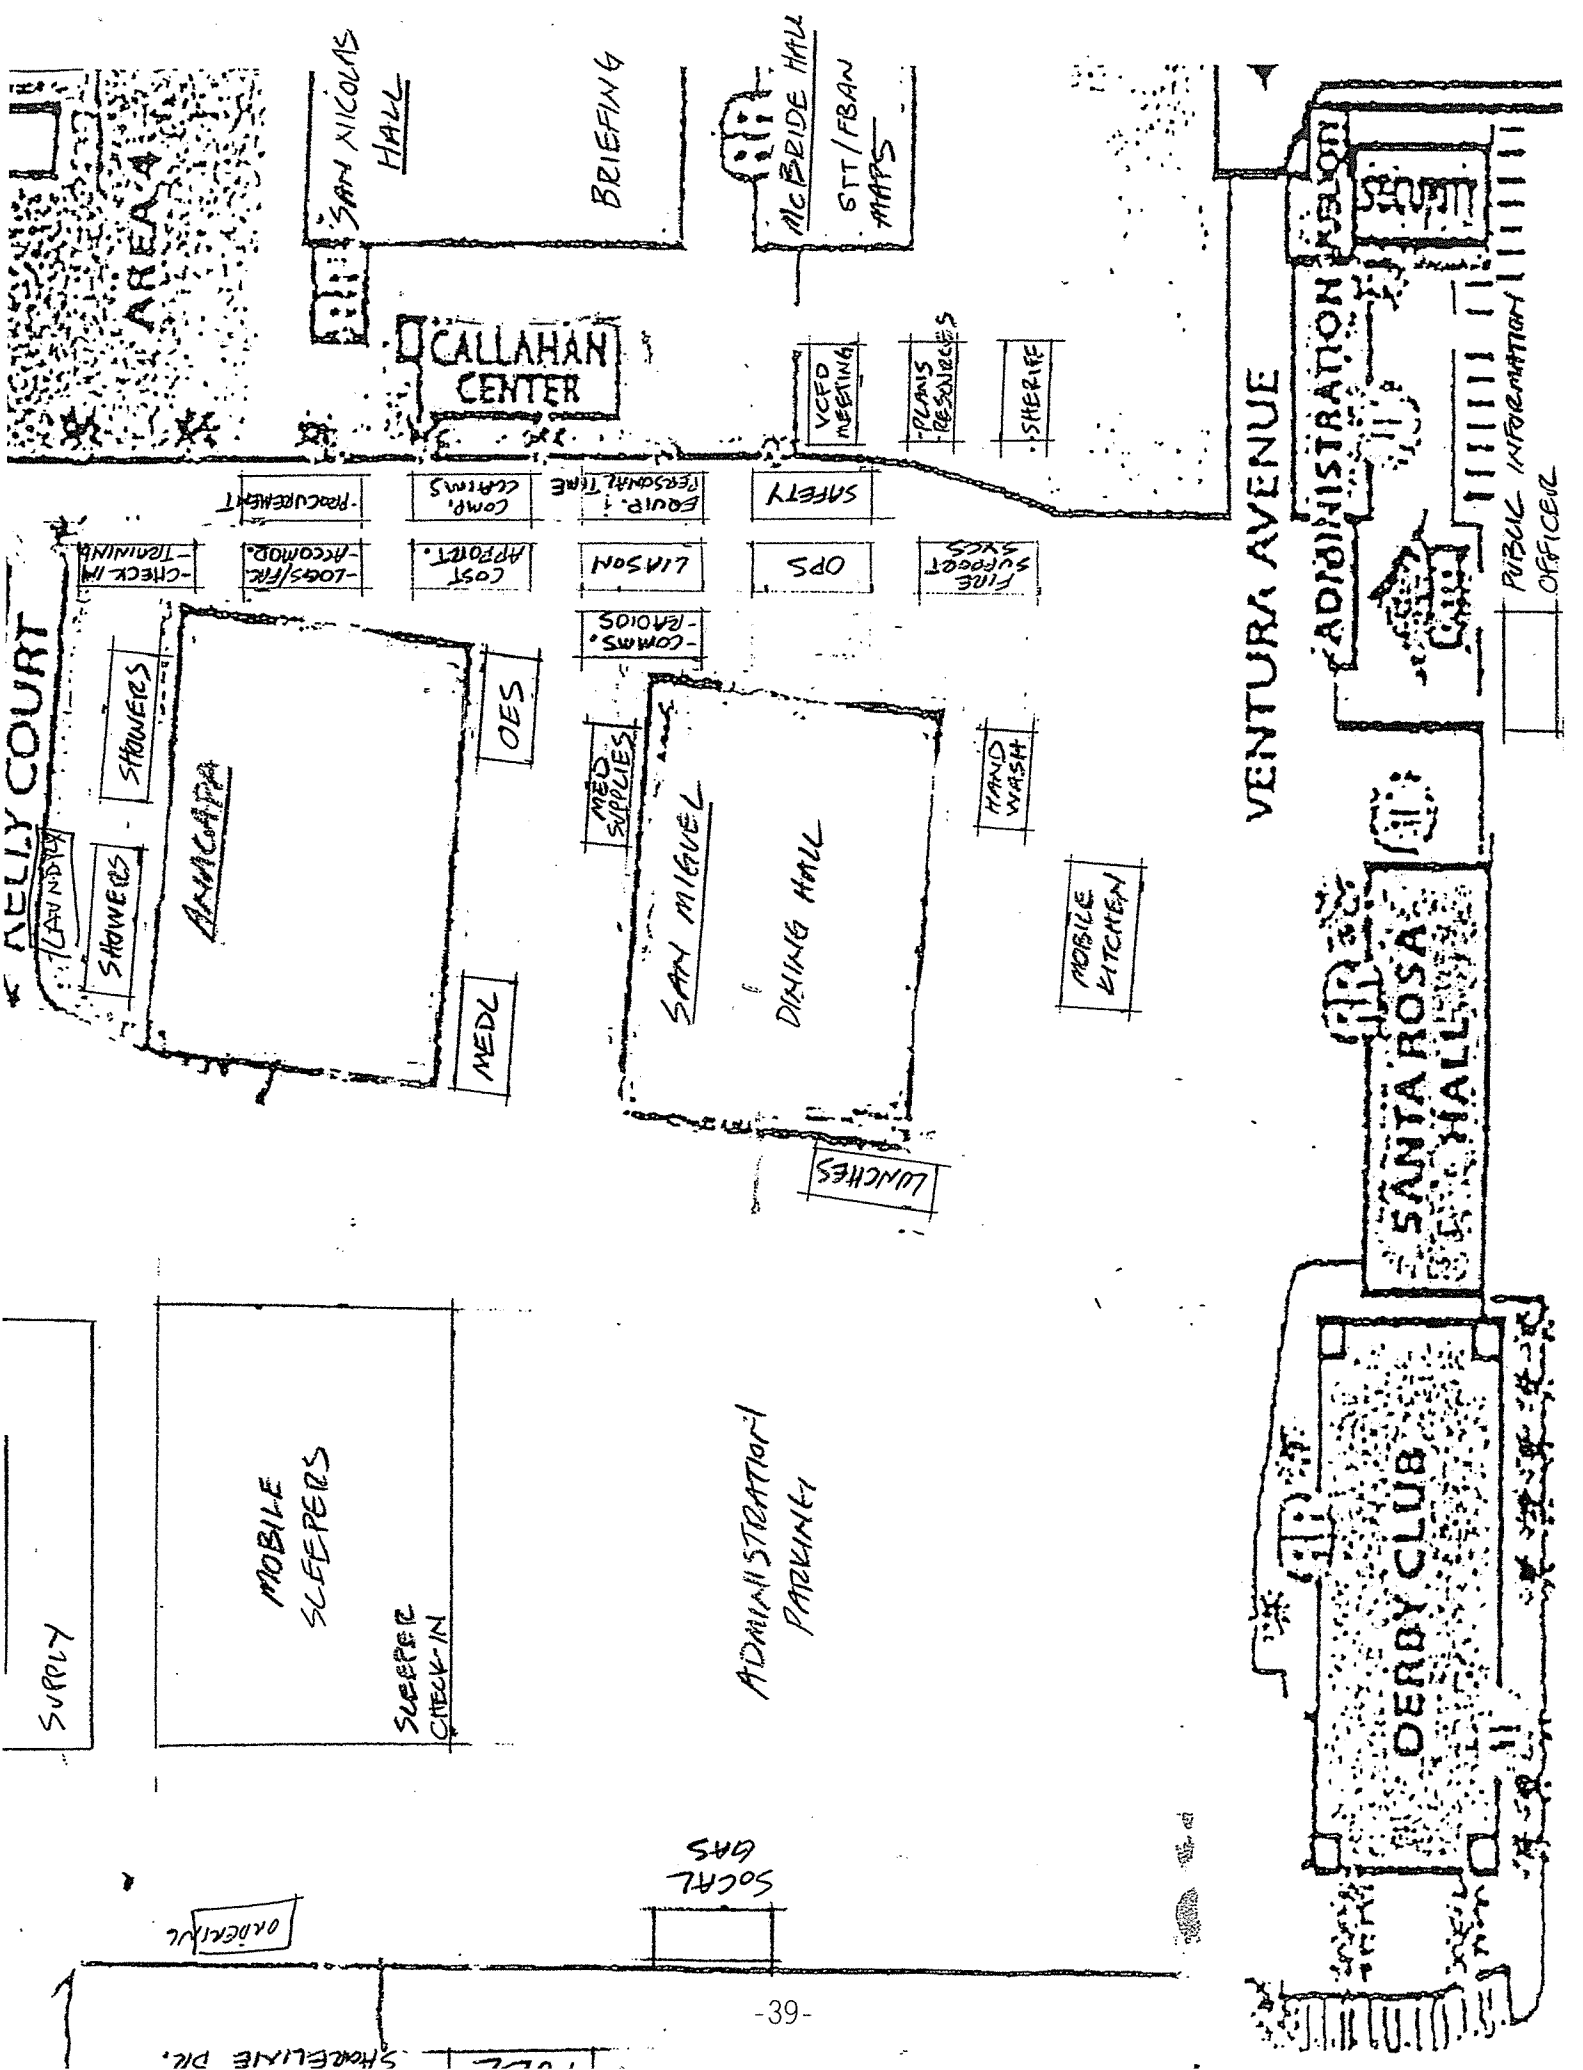 AREA 4
SAN NICOLAS
HALL
BRIEFING
McBRIDE HALL
STT/FBAN
MAPS
CALLAHAN
CENTER
VCFD
MEETING
-PLANS
-RESOURCES
-SHERIFF
-PROCUREMENT
COMP.
CLAIMS
EQUIP. &
PERSONAL TIME
SAFETY
-CHECK IN
-TRAINING
-LOGS/FAC
-ACCOMOD.
COST
APPORT.
LIASON
OPS
FIRE
SUPPORT
SVCS
-COMMS.
-RADIOS
KELLY COURT
LAUNDRY
SHOWERS
SHOWERS
ANACAPA
OES
MEDL
MED
SUPPLIES
SAN MIGUEL
DINING HALL
HAND
WASH
MOBILE
KITCHEN
LUNCHES
VENTURA AVENUE
ADMINISTRATION
SECURITY
PUBLIC INFORMATION
OFFICER
SANTA ROSA
HALL
DERBY CLUB
SUPPLY
MOBILE
SLEEPERS
SLEEPER
CHECK-IN
ADMINISTRATION
PARKING
ORDERING
SOCAL
GAS
SHORELINE DR.
-39-